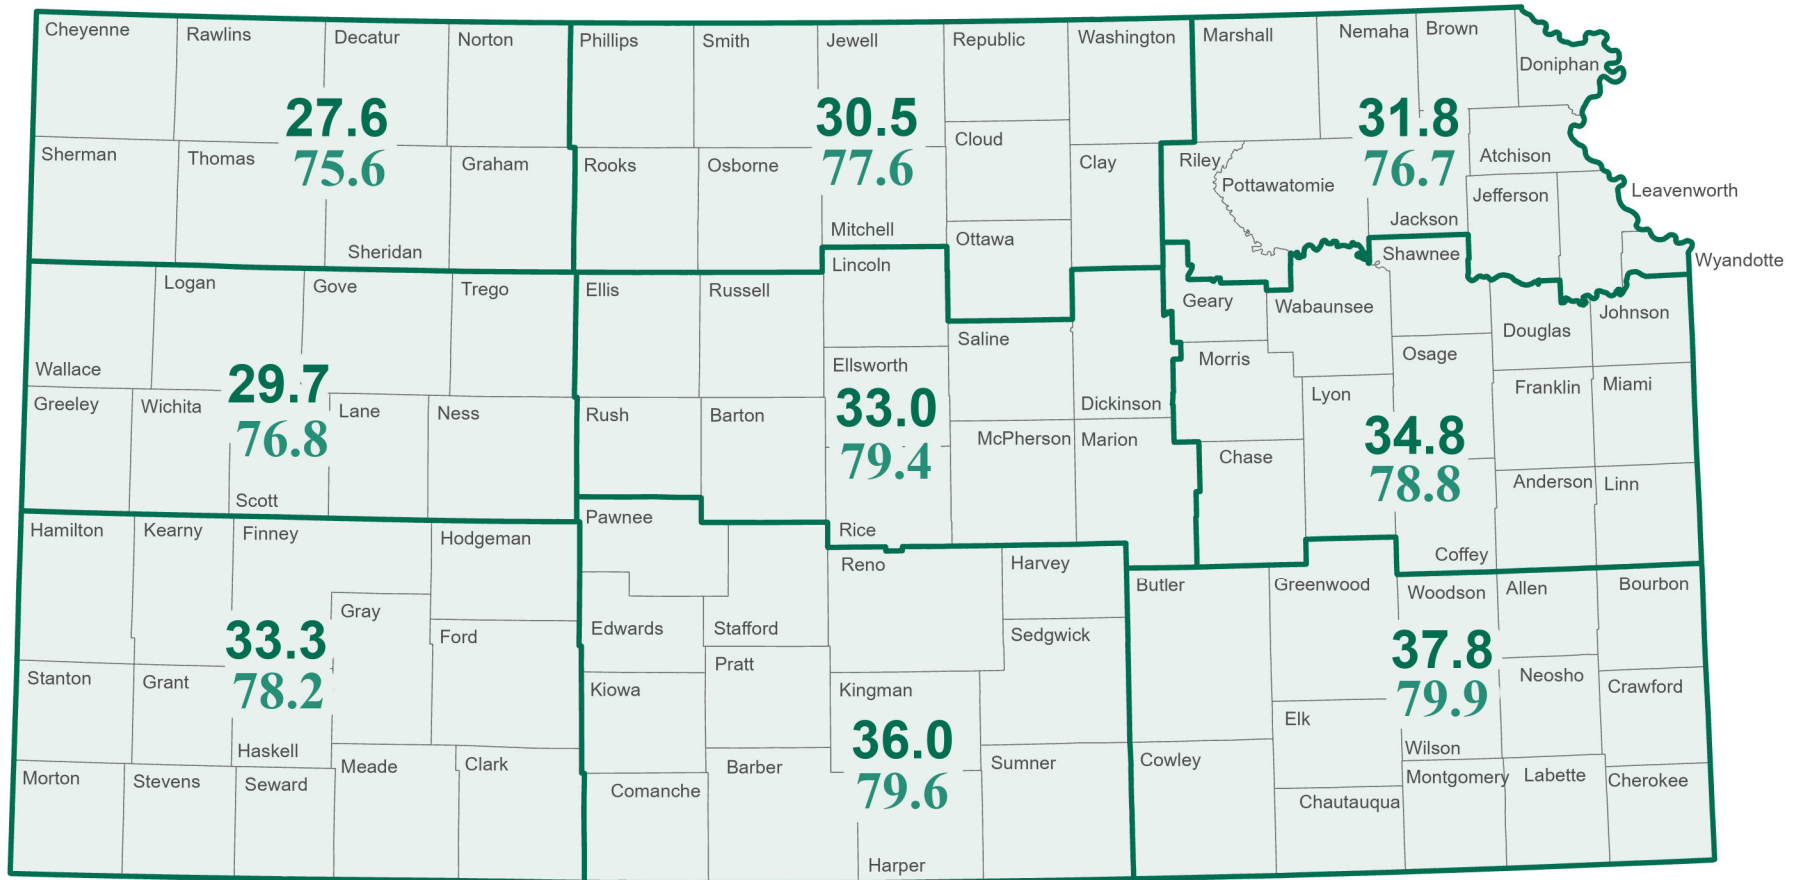 Cheyenne
Rawlins
Decatur
Norton
Phillips
Smith
Jewell
Republic
Washington
Marshall
Nemaha
Brown
Doniphan
27.6
75.6
30.5
77.6
31.8
76.7
Sherman
Thomas
Graham
Sheridan
Rooks
Osborne
Mitchell
Cloud
Clay
Ottawa
Riley
Pottawatomie
Atchison
Jefferson
Jackson
Leavenworth
Wyandotte
Shawnee
Wallace
Logan
Gove
Trego
Ellis
Russell
Lincoln
Ellsworth
Saline
Dickinson
Geary
Wabaunsee
Morris
Osage
Douglas
Johnson
Franklin
Miami
Lyon
29.7
76.8
33.0
79.4
34.8
78.8
Greeley
Wichita
Scott
Lane
Ness
Rush
Barton
Rice
McPherson
Marion
Chase
Coffey
Anderson
Linn
Hamilton
Kearny
Finney
Hodgeman
Pawnee
Gray
Ford
Edwards
Stafford
Reno
Harvey
Sedgwick
Butler
Greenwood
Woodson
Allen
Bourbon
33.3
78.2
36.0
79.6
37.8
79.9
Stanton
Grant
Haskell
Kiowa
Pratt
Kingman
Elk
Wilson
Neosho
Crawford
Morton
Stevens
Seward
Meade
Clark
Comanche
Barber
Harper
Sumner
Cowley
Chautauqua
Montgomery
Labette
Cherokee